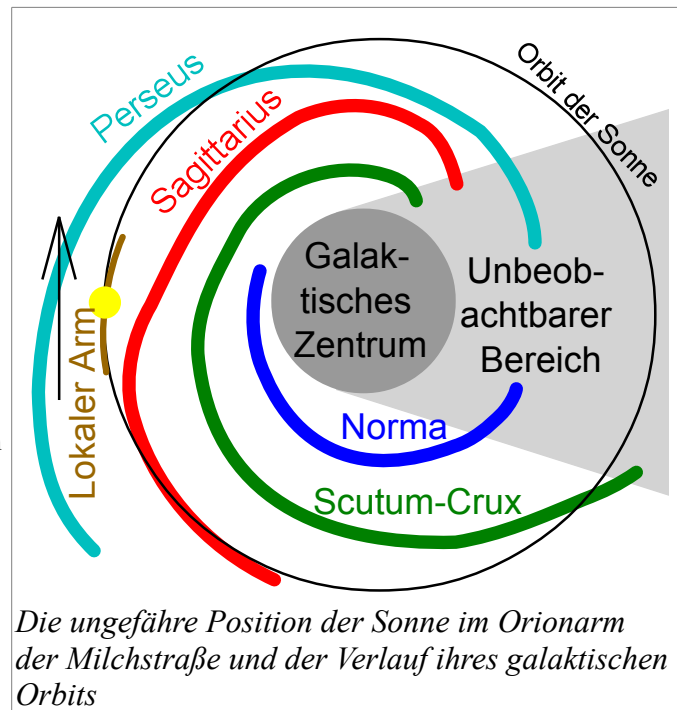 Perseus
Sagittarius
Orbit der Sonne
Galak-
tisches
Zentrum
Unbeob-
achtbarer
Bereich
Lokaler Arm
Norma
Scutum-Crux
Die ungefähre Position der Sonne im Orionarm
der Milchstraße und der Verlauf ihres galaktischen
Orbits